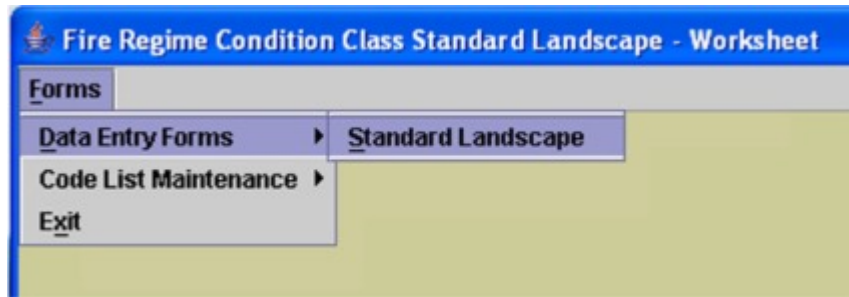 Fire Regime Condition Class Standard Landscape - Worksheet
Forms
Data Entry Forms Standard Landscape
Code List Maintenance
Exit